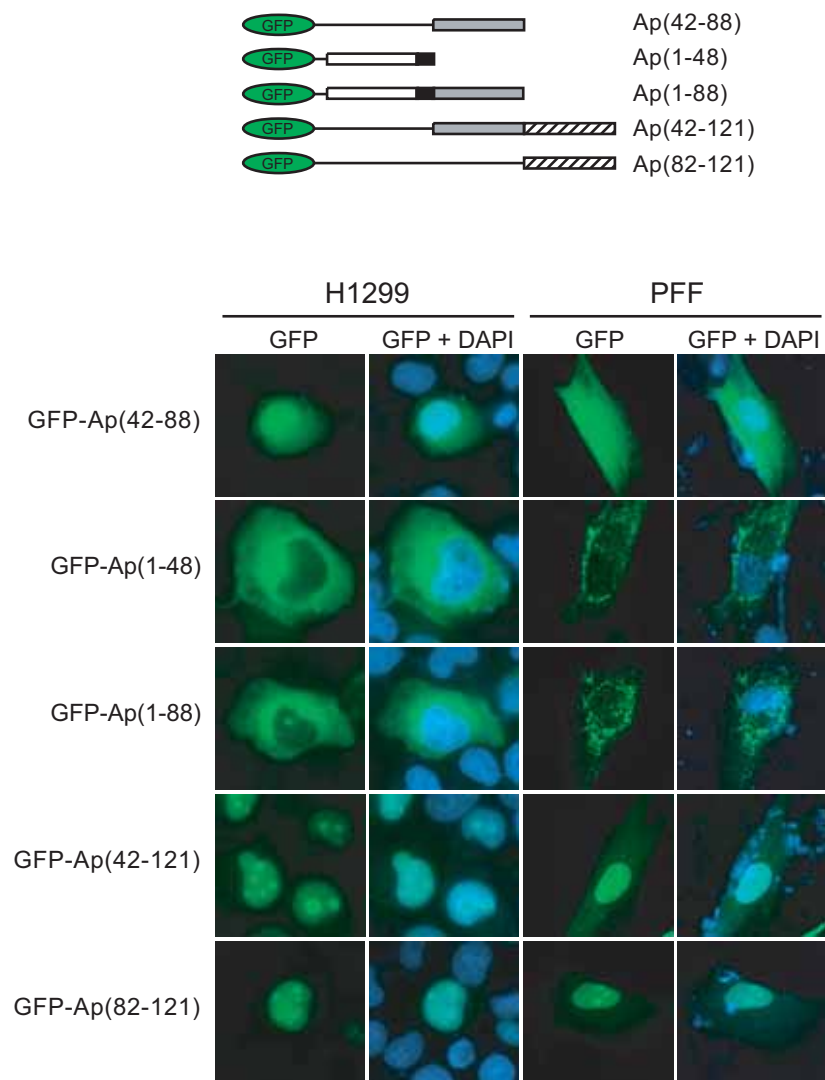 GFP Ap(42-88)
GFP Ap(1-48)
GFP Ap(1-88)
GFP Ap(42-121)
GFP Ap(82-121)
H1299 PFF
GFP GFP + DAPI GFP GFP + DAPI
GFP-Ap(42-88)
GFP-Ap(1-48)
GFP-Ap(1-88)
GFP-Ap(42-121)
GFP-Ap(82-121)